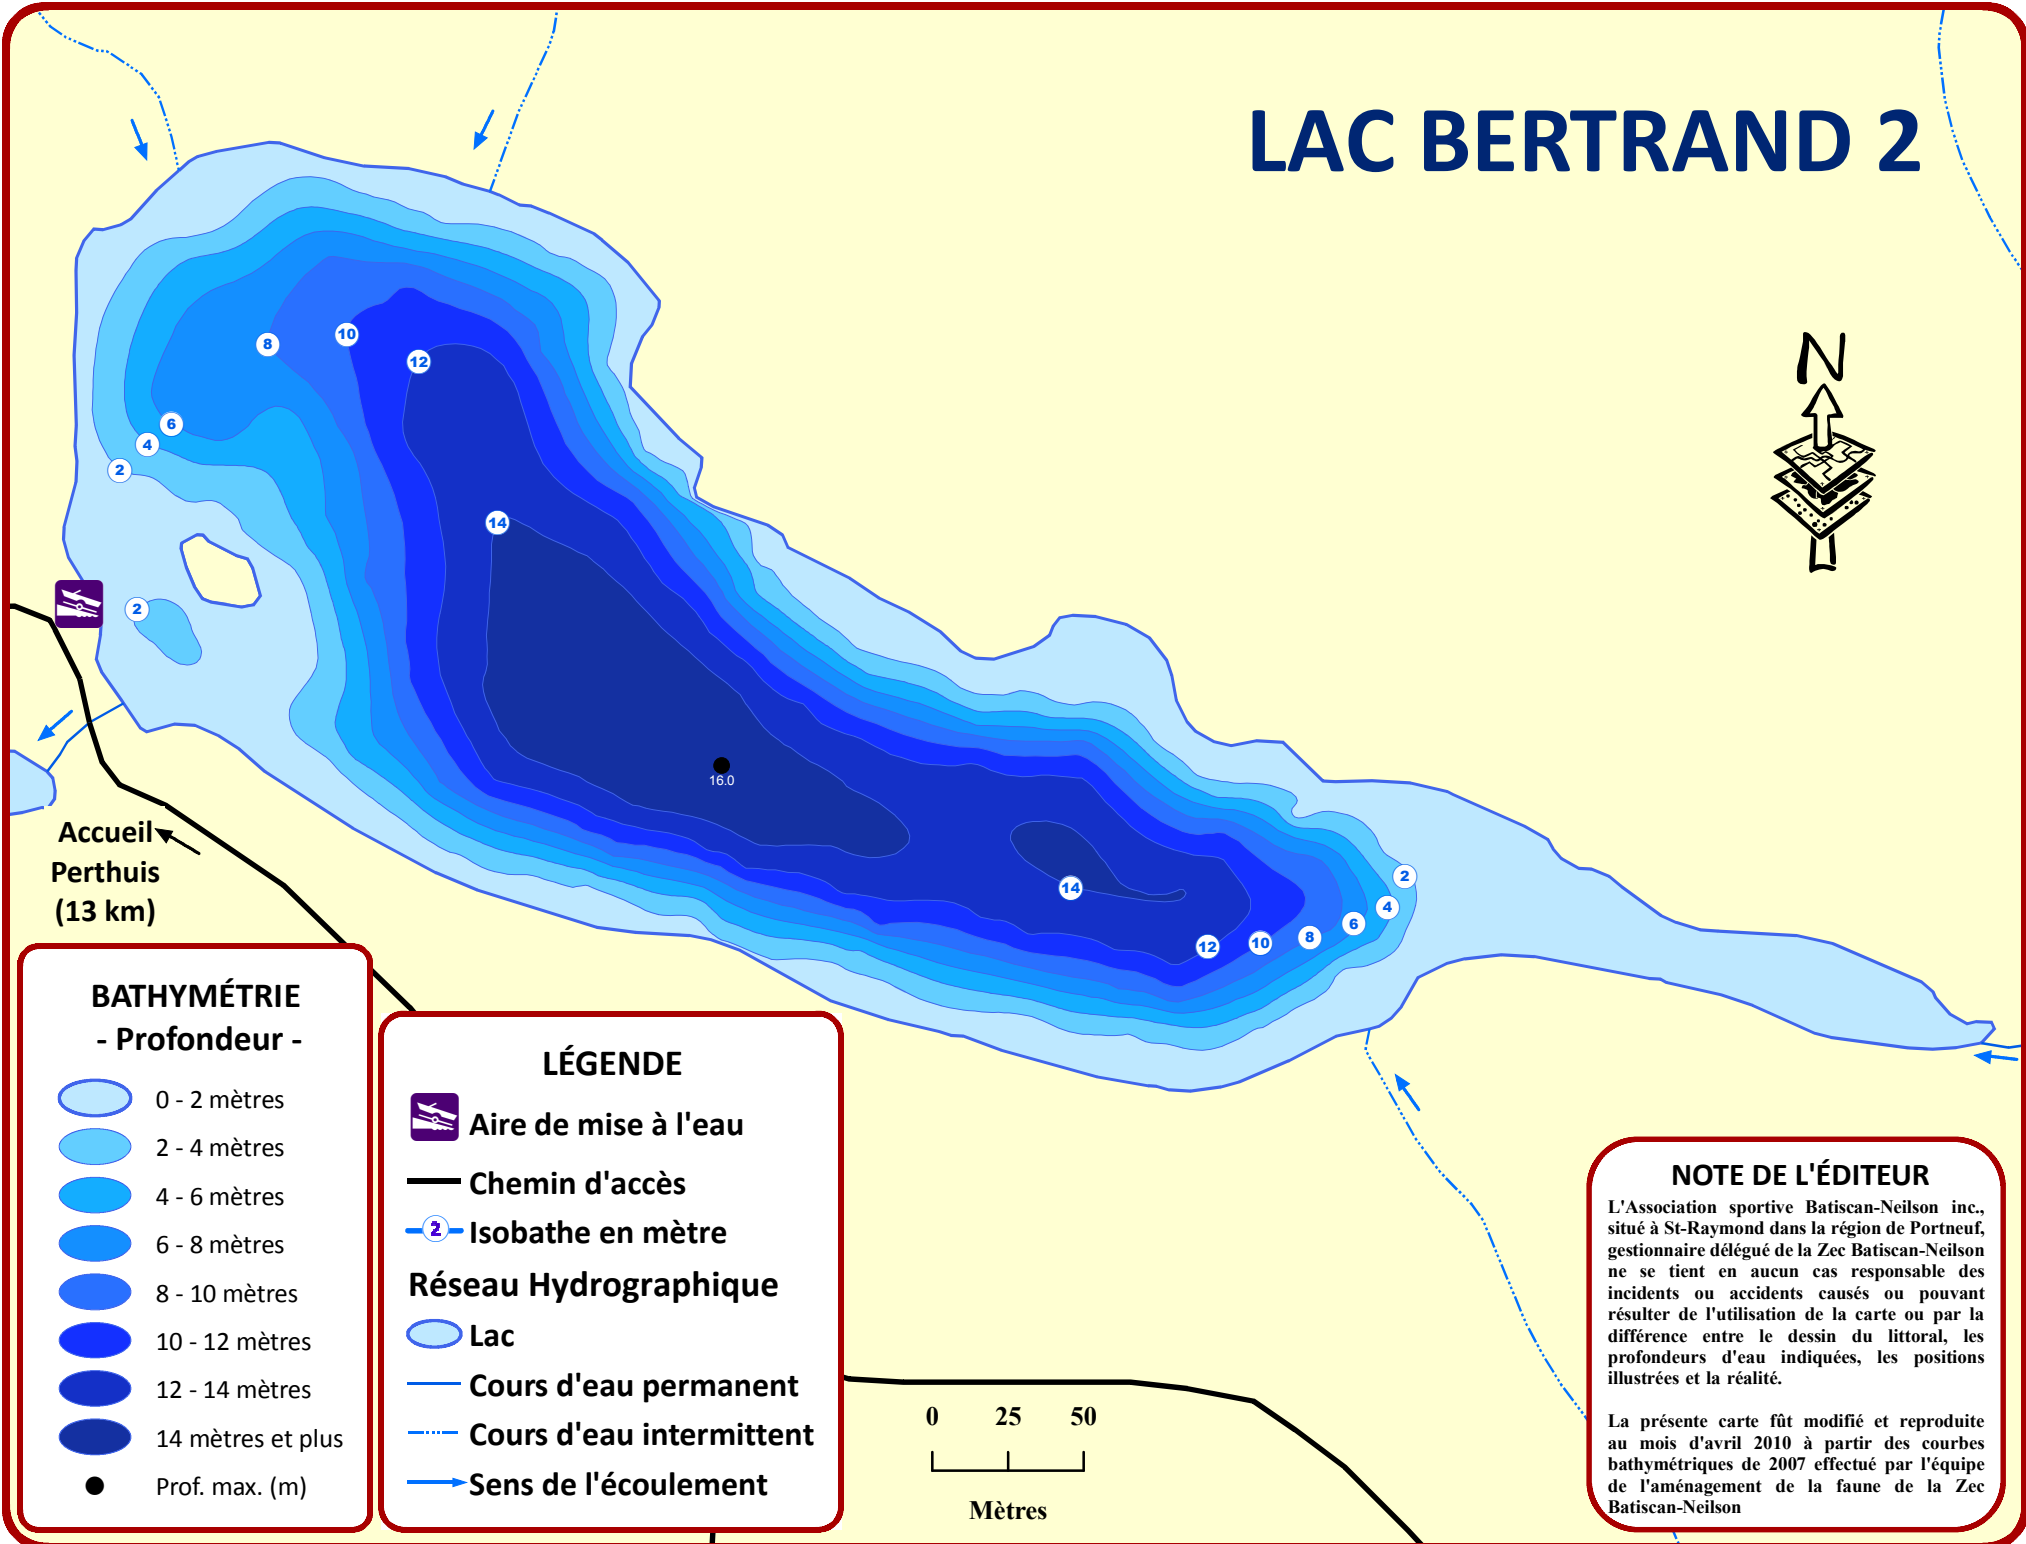 LAC BERTRAND 2
N
8
10
12
6
4
2
14
2
16.0
14
2
4
6
8
10
12
Accueil
Perthuis
(13 km)
BATHYMÉTRIE
- Profondeur -
0 - 2 mètres
2 - 4 mètres
4 - 6 mètres
6 - 8 mètres
8 - 10 mètres
10 - 12 mètres
12 - 14 mètres
14 mètres et plus
Prof. max. (m)
LÉGENDE
Aire de mise à l'eau
Chemin d'accès
2 Isobathe en mètre
Réseau Hydrographique
Lac
Cours d'eau permanent
Cours d'eau intermittent
Sens de l'écoulement
0 25 50
Mètres
NOTE DE L'ÉDITEUR
L'Association sportive Batiscan-Neilson inc.,
situé à St-Raymond dans la région de Portneuf,
gestionnaire délégué de la Zec Batiscan-Neilson
ne se tient en aucun cas responsable des
incidents ou accidents causés ou pouvant
résulter de l'utilisation de la carte ou par la
différence entre le dessin du littoral, les
profondeurs d'eau indiquées, les positions
illustrées et la réalité.
La présente carte fût modifié et reproduite
au mois d'avril 2010 à partir des courbes
bathymétriques de 2007 effectué par l'équipe
de l'aménagement de la faune de la Zec
Batiscan-Neilson